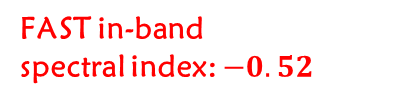 FAST in-band
spectral index: −0.52